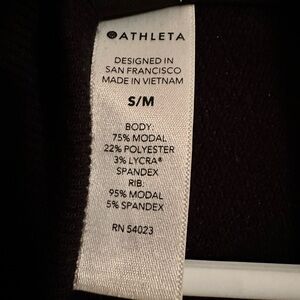 ATHLETA
DESIGNED IN
SAN FRANCISCO
MADE IN VIETNAM
S/M
BODY:
75% MODAL
22% POLYESTER
3% LYCRA®
SPANDEX
RIB:
95% MODAL
5% SPANDEX
RN 54023